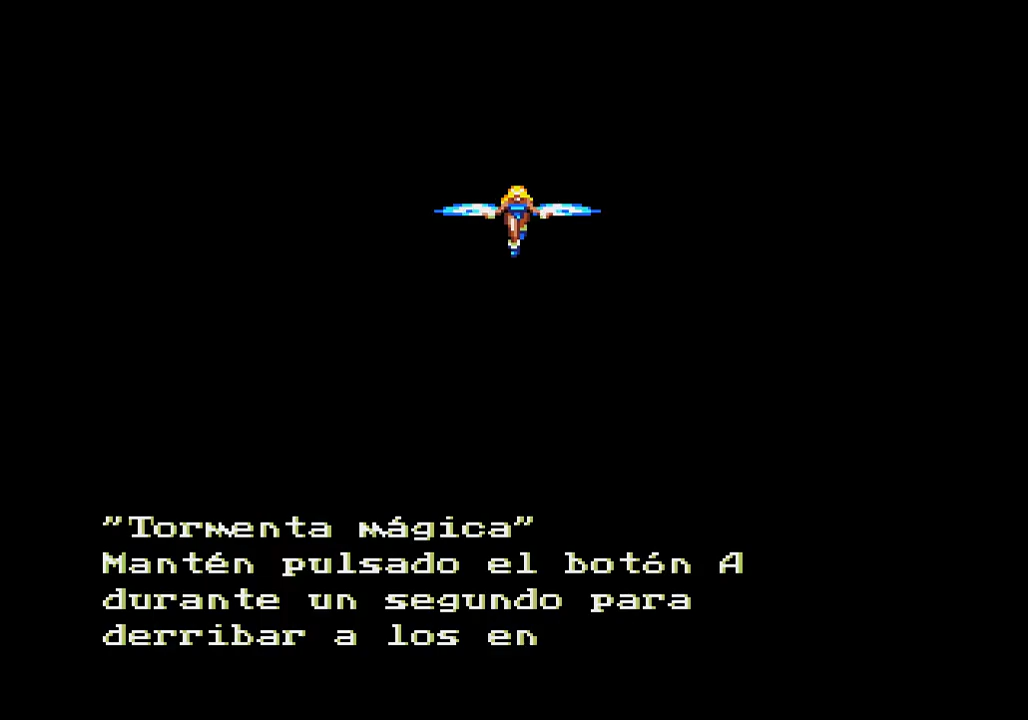 "Tormenta mágica"
Mantén pulsado el botón A
durante un segundo para
derribar a los en